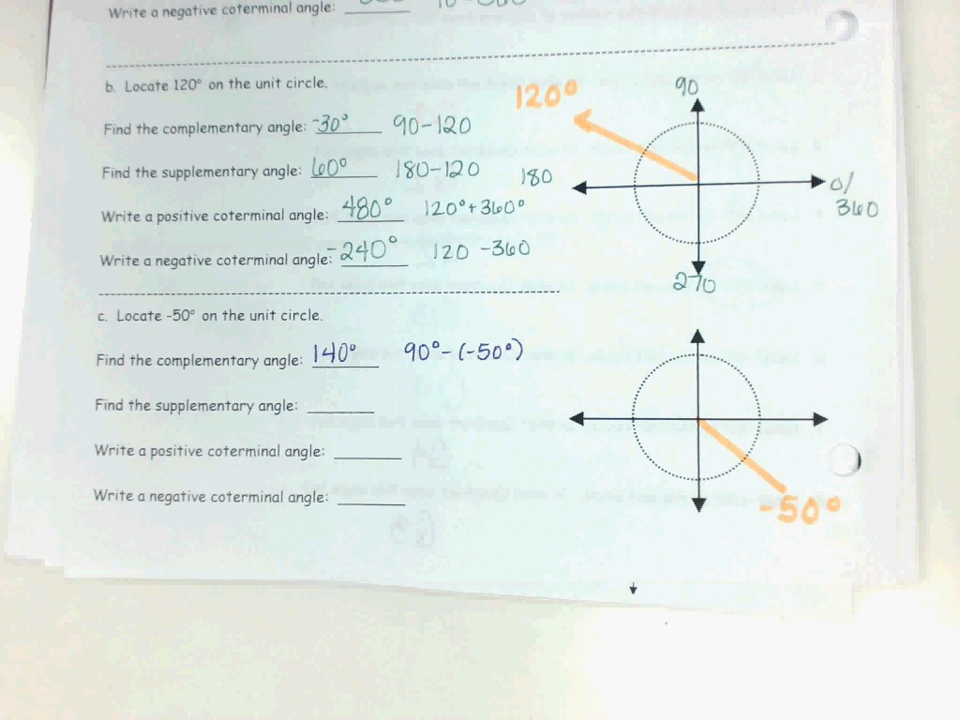 Write a negative coterminal angle:
b. Locate 120° on the unit circle.
120°
90
Find the complementary angle: -30° 90-120
Find the supplementary angle: 60° 180-120
180
0/
360
Write a positive coterminal angle: 480° 120°+360°
Write a negative coterminal angle: -240° 120 -360
270
c. Locate -50° on the unit circle.
Find the complementary angle: 140° 90°-(-50°)
Find the supplementary angle:
Write a positive coterminal angle:
Write a negative coterminal angle:
-50°